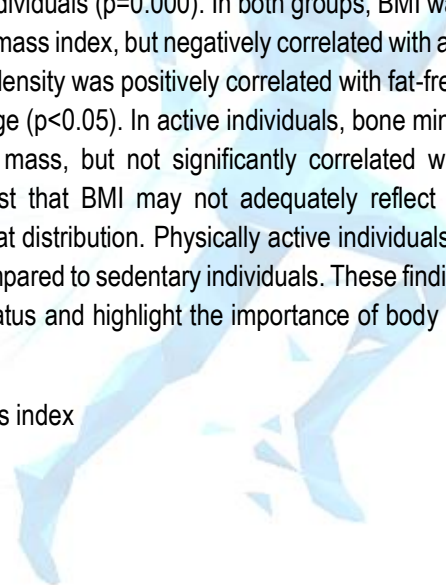 dividuals (p=0.000). In both groups, BMI wa
mass index, but negatively correlated with a
density was positively correlated with fat-fre
ge (p<0.05). In active individuals, bone min
mass, but not significantly correlated w
st that BMI may not adequately reflect
at distribution. Physically active individuals
mpared to sedentary individuals. These findi
atus and highlight the importance of body
s index